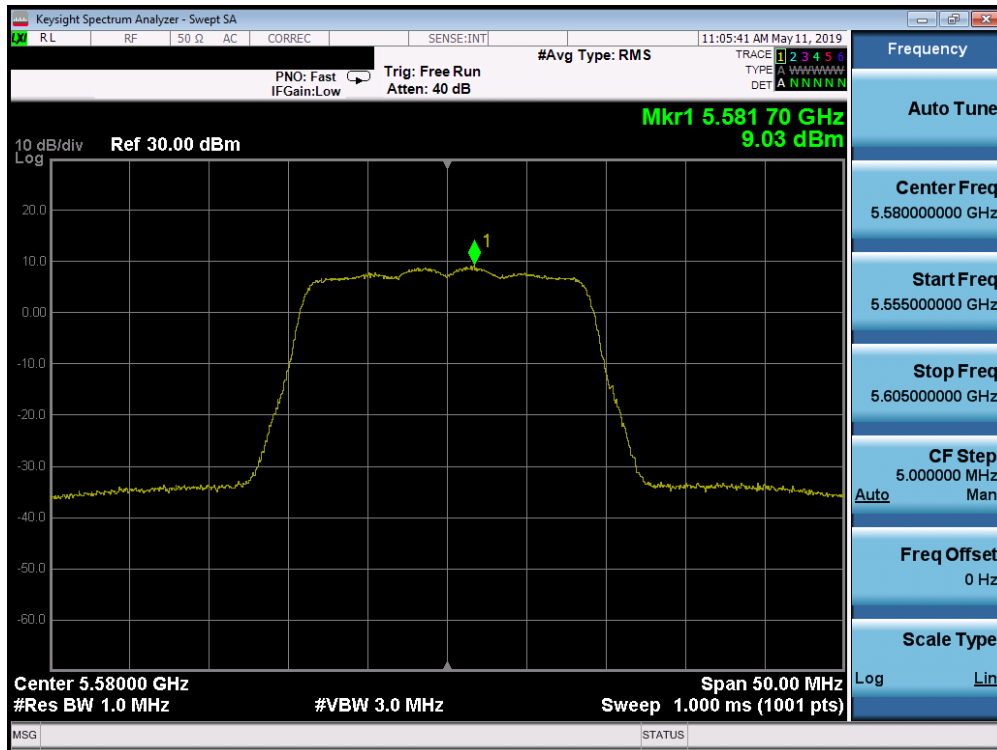 Keysight Spectrum Analyzer - Swept SA
LXI RL RF 50 Ω AC CORREC SENSE:INT 11:05:41 AM May 11, 2019
#Avg Type: RMS
TRACE 1 2 3 4 5 6
PNO: Fast Trig: Free Run TYPE A WWWWW
IFGain:Low Atten: 40 dB DET A N N N N N
Mkr1 5.581 70 GHz
9.03 dBm
10 dB/div Ref 30.00 dBm
Log
20.0
1
10.0
0.00
-10.0
-20.0
-30.0
-40.0
-50.0
-60.0
Center 5.58000 GHz Span 50.00 MHz
#Res BW 1.0 MHz #VBW 3.0 MHz Sweep 1.000 ms (1001 pts)
MSG STATUS
Frequency
Auto Tune
Center Freq
5.580000000 GHz
Start Freq
5.555000000 GHz
Stop Freq
5.605000000 GHz
CF Step
5.000000 MHz
Auto Man
Freq Offset
0 Hz
Scale Type
Log Lin